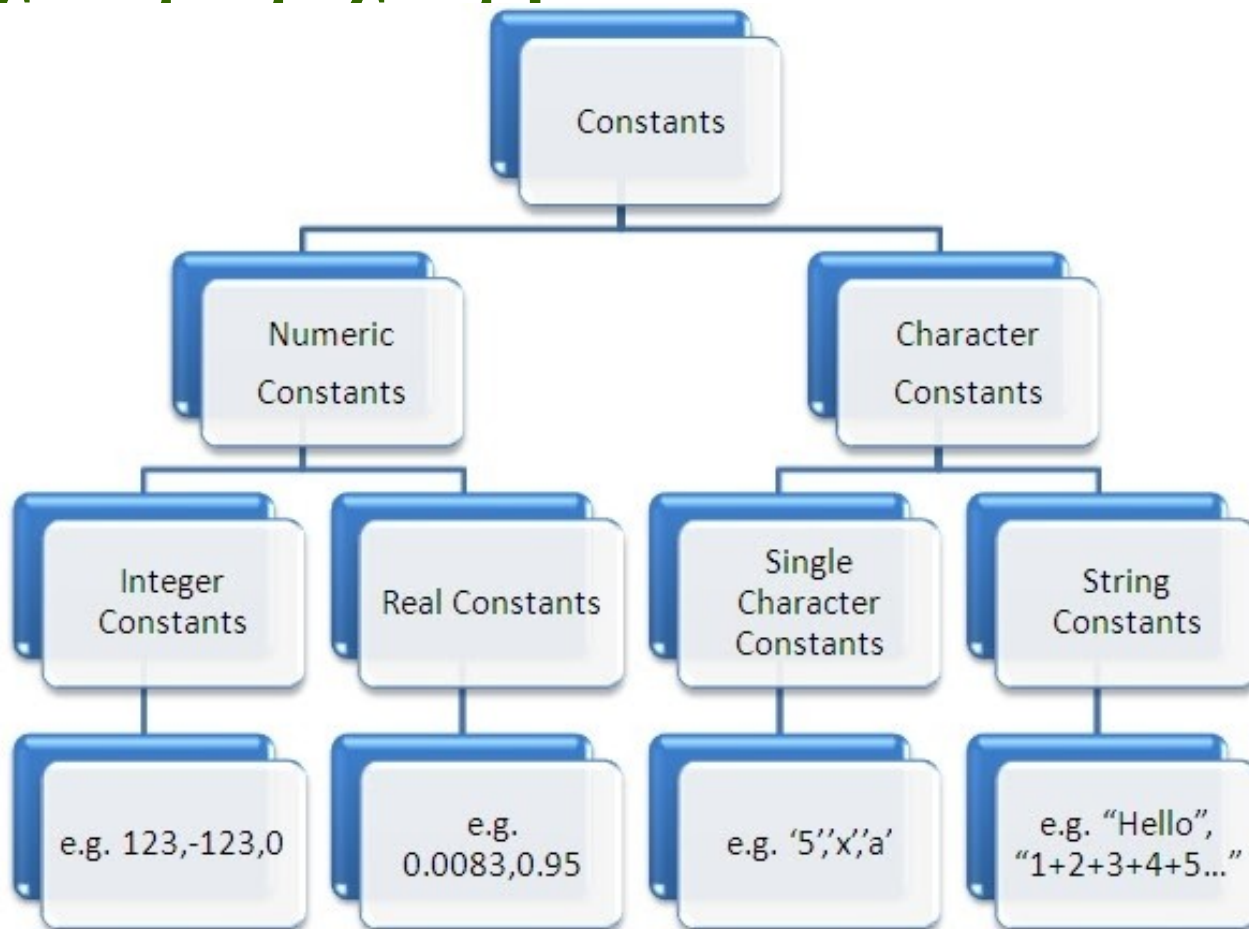 Constants
Numeric
Constants
Character
Constants
Integer
Constants
Real Constants
Single
Character
Constants
String
Constants
e.g. 123,-123,0
e.g.
0.0083,0.95
e.g. ‘5’,’x’,’a’
e.g. “Hello”,
“1+2+3+4+5...”